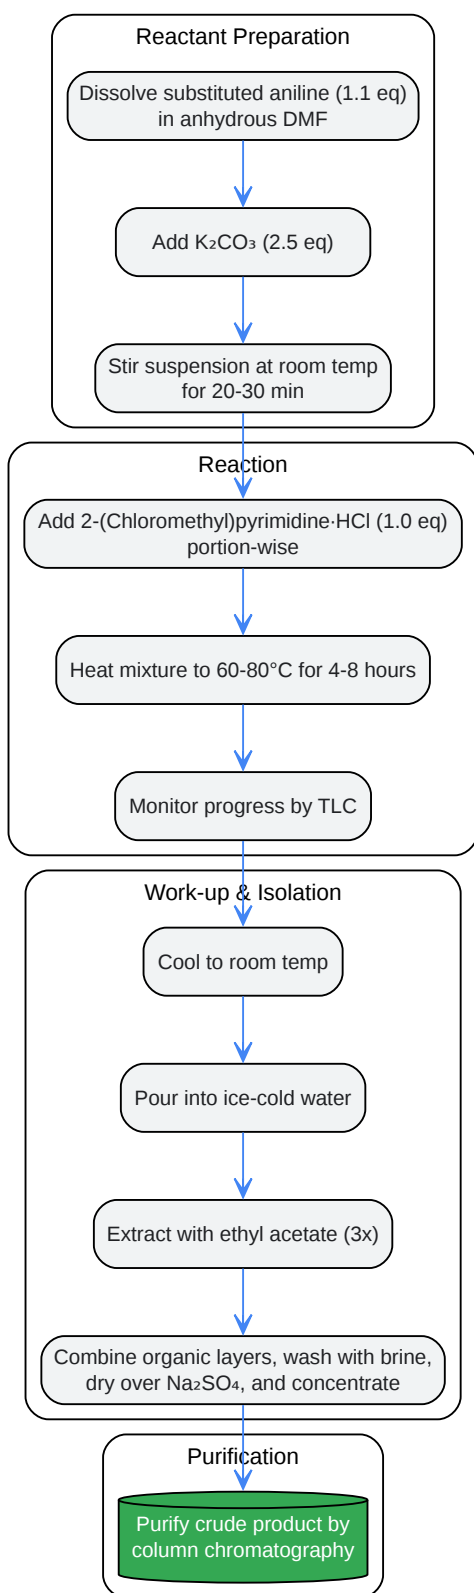 Reactant Preparation
Dissolve substituted aniline (1.1 eq)
in anhydrous DMF
Add K₂CO₃ (2.5 eq)
Stir suspension at room temp
for 20-30 min
Reaction
Add 2-(Chloromethyl)pyrimidine·HCl (1.0 eq)
portion-wise
Heat mixture to 60-80°C for 4-8 hours
Monitor progress by TLC
Work-up & Isolation
Cool to room temp
Pour into ice-cold water
Extract with ethyl acetate (3x)
Combine organic layers, wash with brine,
dry over Na₂SO₄, and concentrate
Purification
Purify crude product by
column chromatography